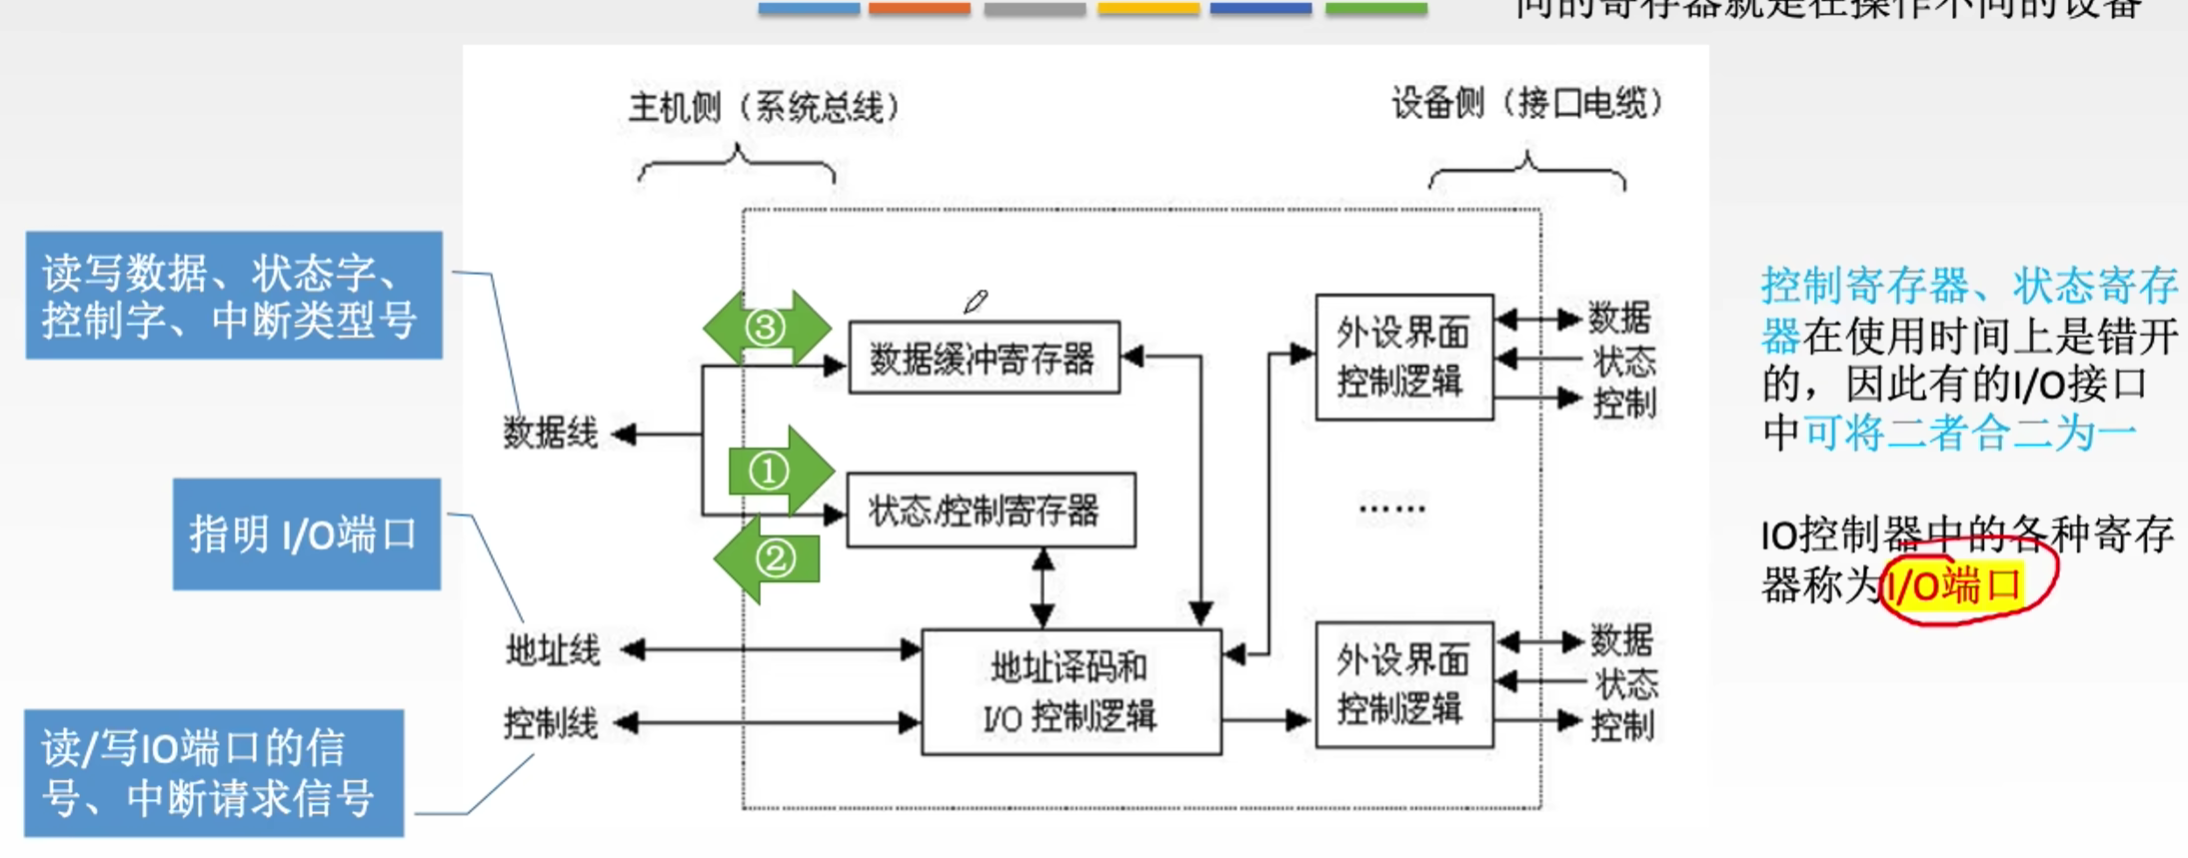 同的寄存器就是在操作不同的设备
主机侧（系统总线）
设备侧（接口电缆）
读写数据、状态字、
控制字、中断类型号
③
数据缓冲寄存器
外设界面
控制逻辑
数据
状态
控制
数据线
①
状态/控制寄存器
②
……
指明 I/O端口
地址线
控制线
地址译码和
I/O 控制逻辑
外设界面
控制逻辑
数据
状态
控制
读/写IO端口的信
号、中断请求信号
控制寄存器、状态寄存
器在使用时间上是错开
的，因此有的I/O接口
中可将二者合二为一
IO控制器中的各种寄存
器称为I/O端口